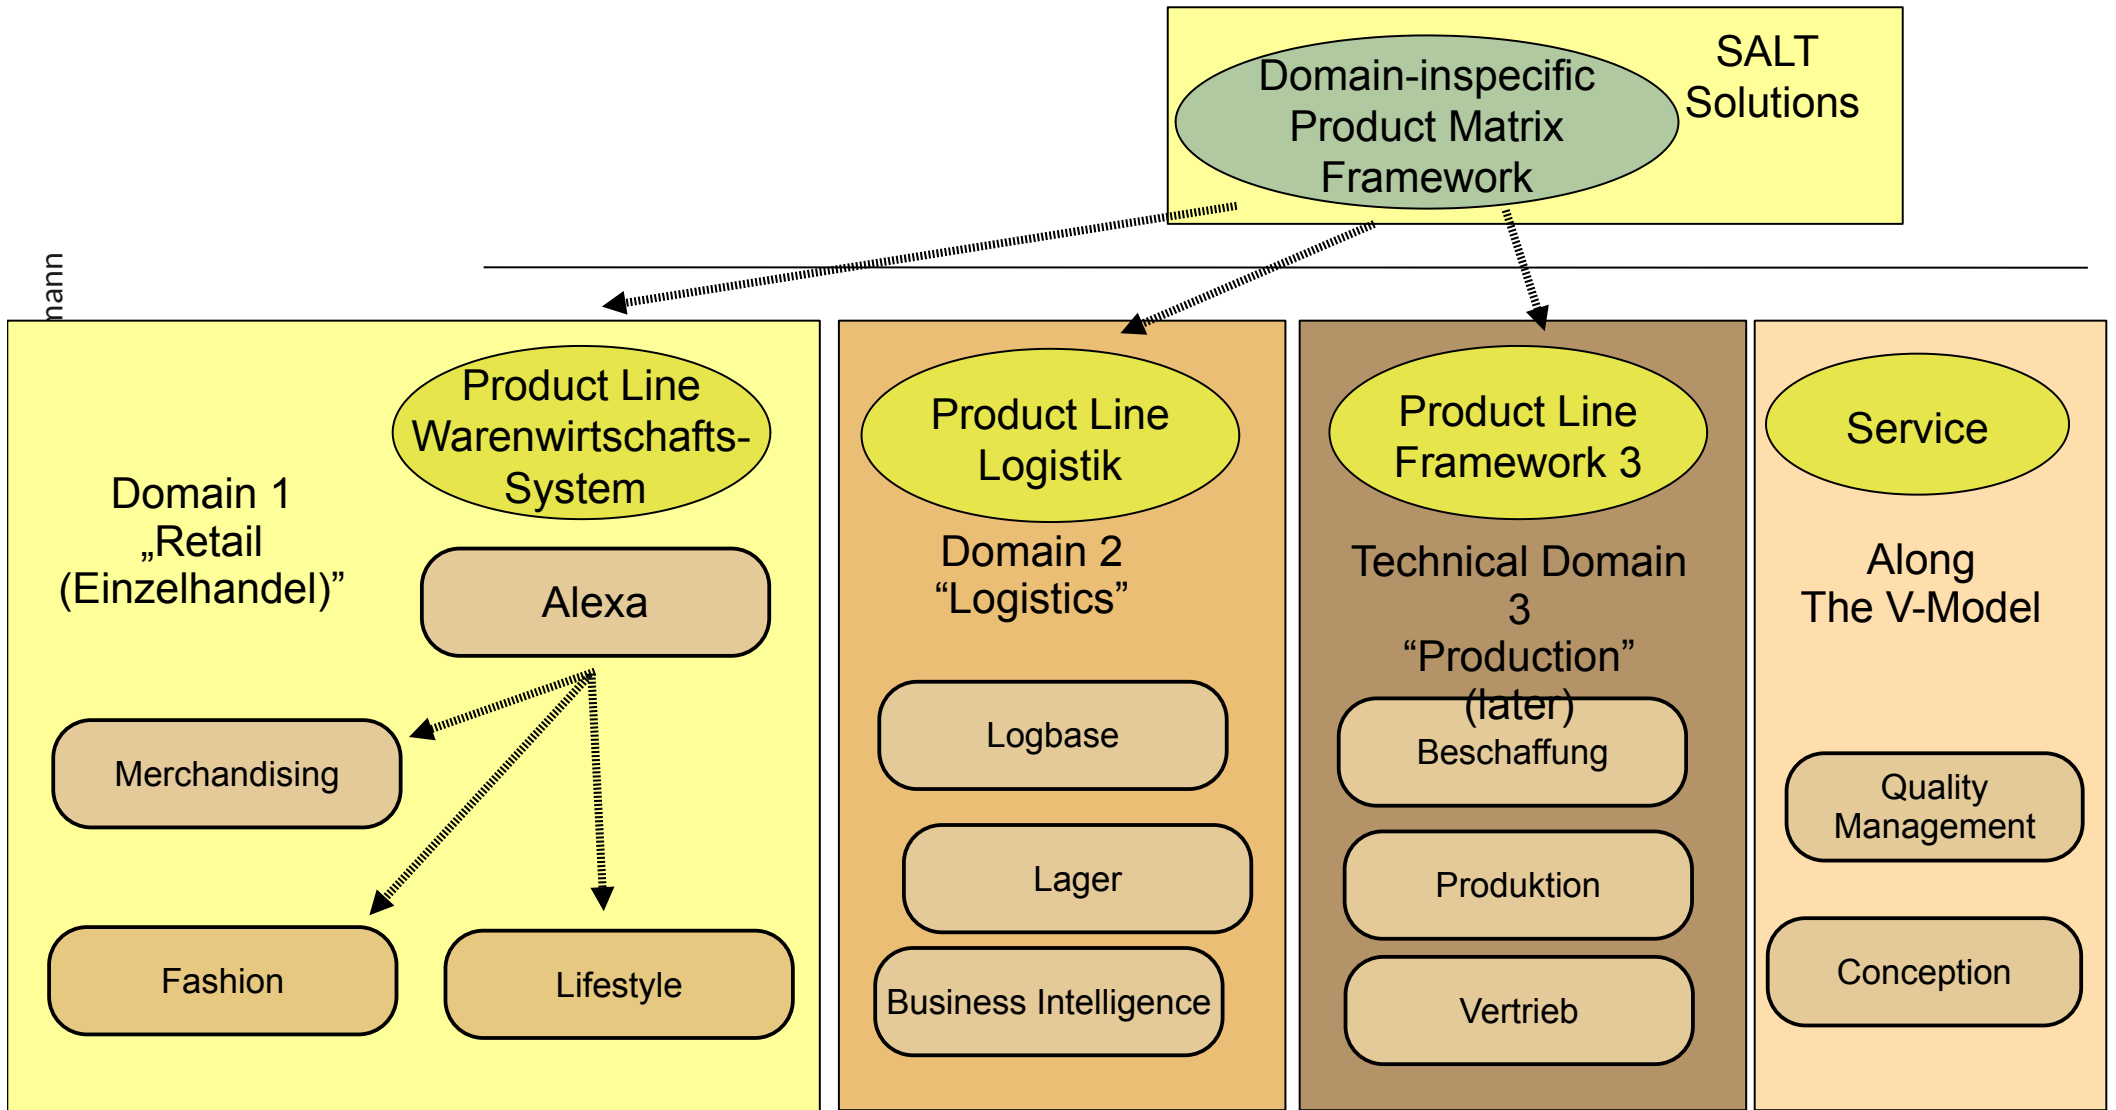 SALT
Solutions
Domain-inspecific
Product Matrix
Framework
mann
Product Line
Warenwirtschafts-
System
Domain 1
„Retail
(Einzelhandel)”
Alexa
Merchandising
Fashion
Lifestyle
Product Line
Logistik
Domain 2
“Logistics”
Logbase
Lager
Business Intelligence
Product Line
Framework 3
Technical Domain
3
“Production”
(later)
Beschaffung
Produktion
Vertrieb
Service
Along
The V-Model
Quality
Management
Conception